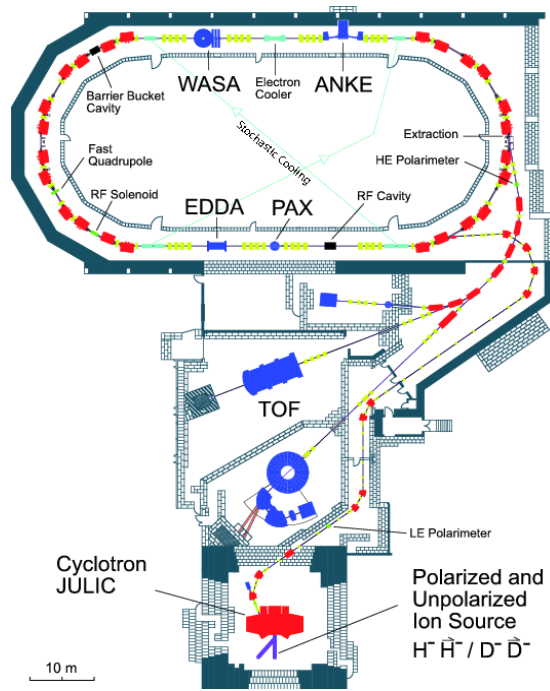 WASA
Electron
Cooler
ANKE
Barrier Bucket
Cavity
Stochastic Cooling
Extraction
HE Polarimeter
Fast
Quadrupole
RF Solenoid
EDDA
PAX
RF Cavity
TOF
LE Polarimeter
Cyclotron
JULIC
Polarized and
Unpolarized
Ion Source
H⁻ H⃗⁻ / D⁻ D⃗⁻
10 m